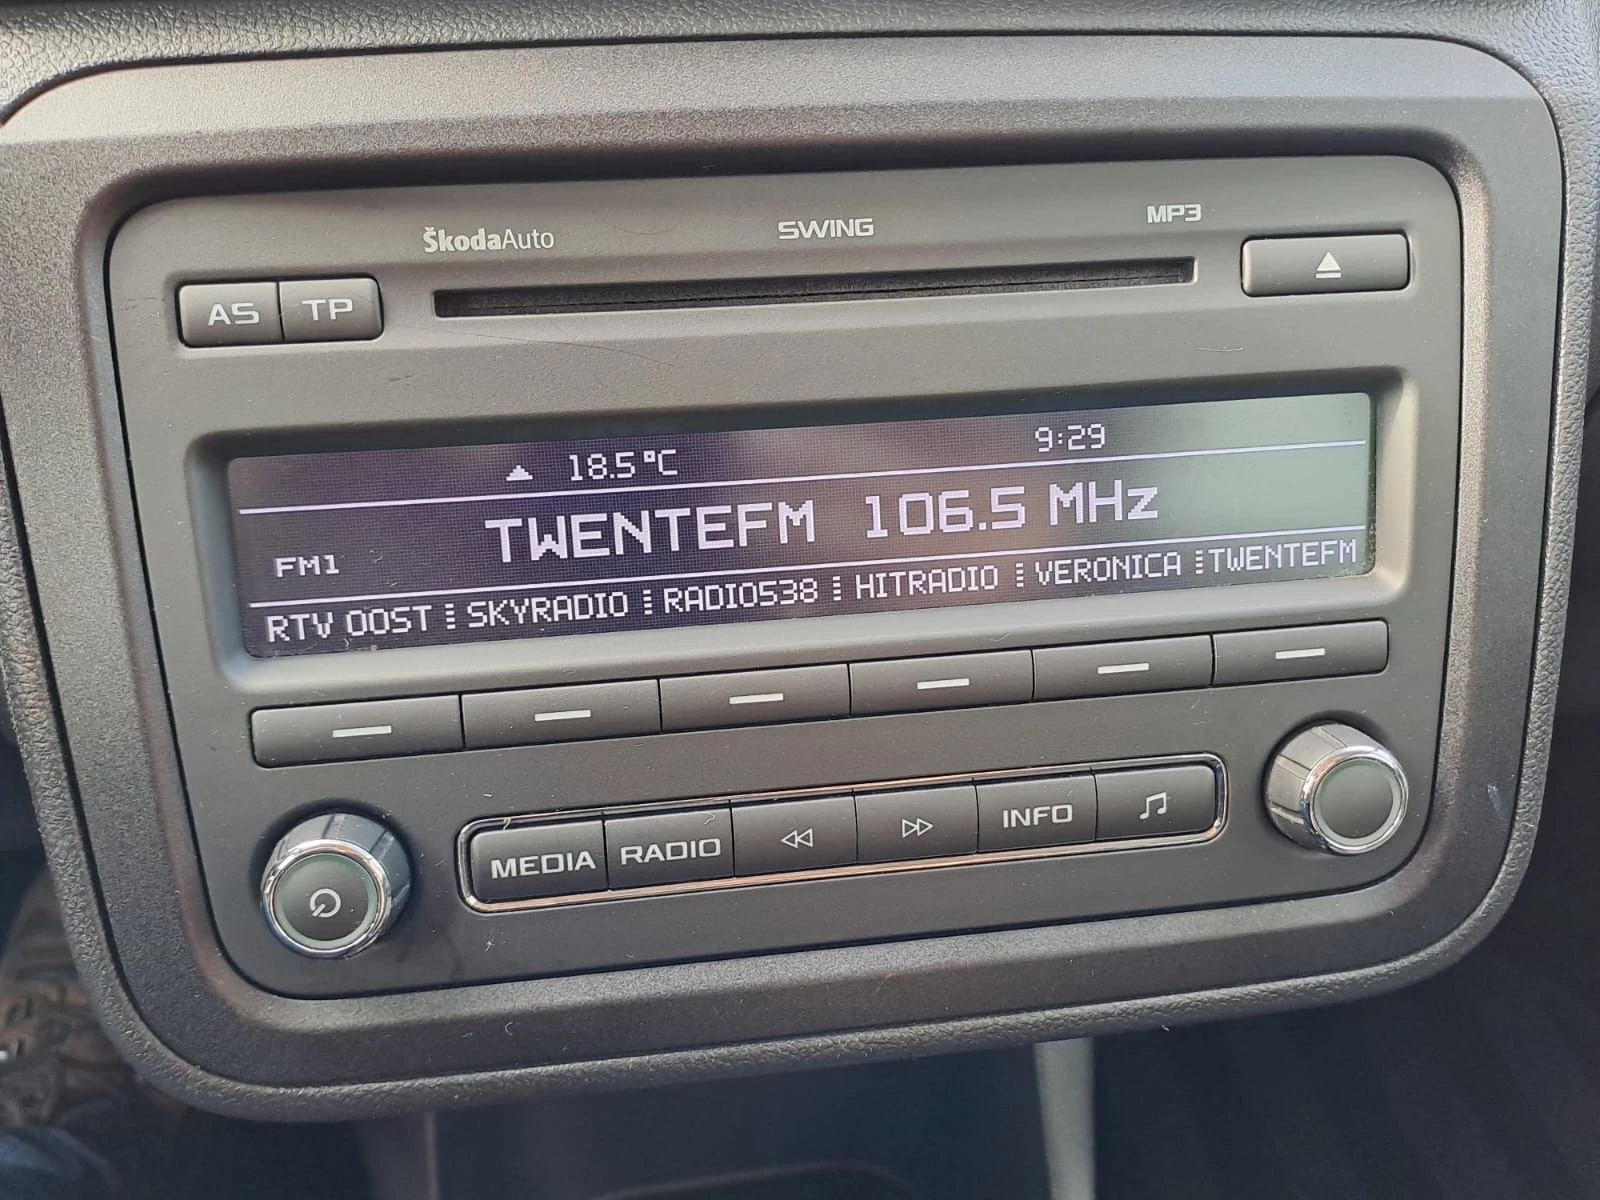 ŠkodaAuto SWING MP3
AS TP
18.5°C 9:29
FM1 TWENTEFM 106.5 MHz
RTV OOST SKYRADIO RADIO538 HITRADIO VERONICA TWENTEFM
MEDIA RADIO INFO